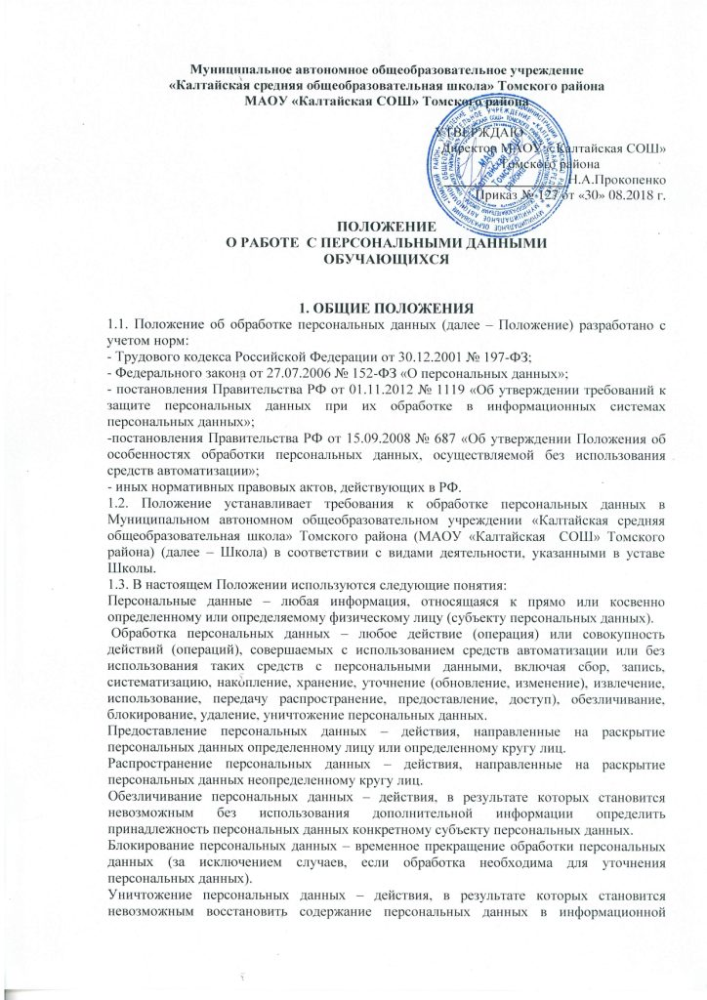 Муниципальное автономное общеобразовательное учреждение
«Калтайская средняя общеобразовательная школа» Томского района
МАОУ «Калтайская СОШ» Томского района
УТВЕРЖДАЮ
Директор МАОУ «Калтайская СОШ»
Томского района
Н.А.Прокопенко
Приказ № 127 от «30» 08.2018 г.
МАОУ
«Калтайская СОШ»
Томского
района
ПОЛОЖЕНИЕ
О РАБОТЕ С ПЕРСОНАЛЬНЫМИ ДАННЫМИ
ОБУЧАЮЩИХСЯ
1. ОБЩИЕ ПОЛОЖЕНИЯ
1.1. Положение об обработке персональных данных (далее – Положение) разработано с
учетом норм:
- Трудового кодекса Российской Федерации от 30.12.2001 № 197-ФЗ;
- Федерального закона от 27.07.2006 № 152-ФЗ «О персональных данных»;
- постановления Правительства РФ от 01.11.2012 № 1119 «Об утверждении требований к
защите персональных данных при их обработке в информационных системах
персональных данных»;
-постановления Правительства РФ от 15.09.2008 № 687 «Об утверждении Положения об
особенностях обработки персональных данных, осуществляемой без использования
средств автоматизации»;
- иных нормативных правовых актов, действующих в РФ.
1.2. Положение устанавливает требования к обработке персональных данных в
Муниципальном автономном общеобразовательном учреждении «Калтайская средняя
общеобразовательная школа» Томского района (МАОУ «Калтайская СОШ» Томского
района) (далее – Школа) в соответствии с видами деятельности, указанными в уставе
Школы.
1.3. В настоящем Положении используются следующие понятия:
Персональные данные – любая информация, относящаяся к прямо или косвенно
определенному или определяемому физическому лицу (субъекту персональных данных).
Обработка персональных данных – любое действие (операция) или совокупность
действий (операций), совершаемых с использованием средств автоматизации или без
использования таких средств с персональными данными, включая сбор, запись,
систематизацию, накопление, хранение, уточнение (обновление, изменение), извлечение,
использование, передачу распространение, предоставление, доступ), обезличивание,
блокирование, удаление, уничтожение персональных данных.
Предоставление персональных данных – действия, направленные на раскрытие
персональных данных определенному лицу или определенному кругу лиц.
Распространение персональных данных – действия, направленные на раскрытие
персональных данных неопределенному кругу лиц.
Обезличивание персональных данных – действия, в результате которых становится
невозможным без использования дополнительной информации определить
принадлежность персональных данных конкретному субъекту персональных данных.
Блокирование персональных данных – временное прекращение обработки персональных
данных (за исключением случаев, если обработка необходима для уточнения
персональных данных).
Уничтожение персональных данных – действия, в результате которых становится
невозможным восстановить содержание персональных данных в информационной